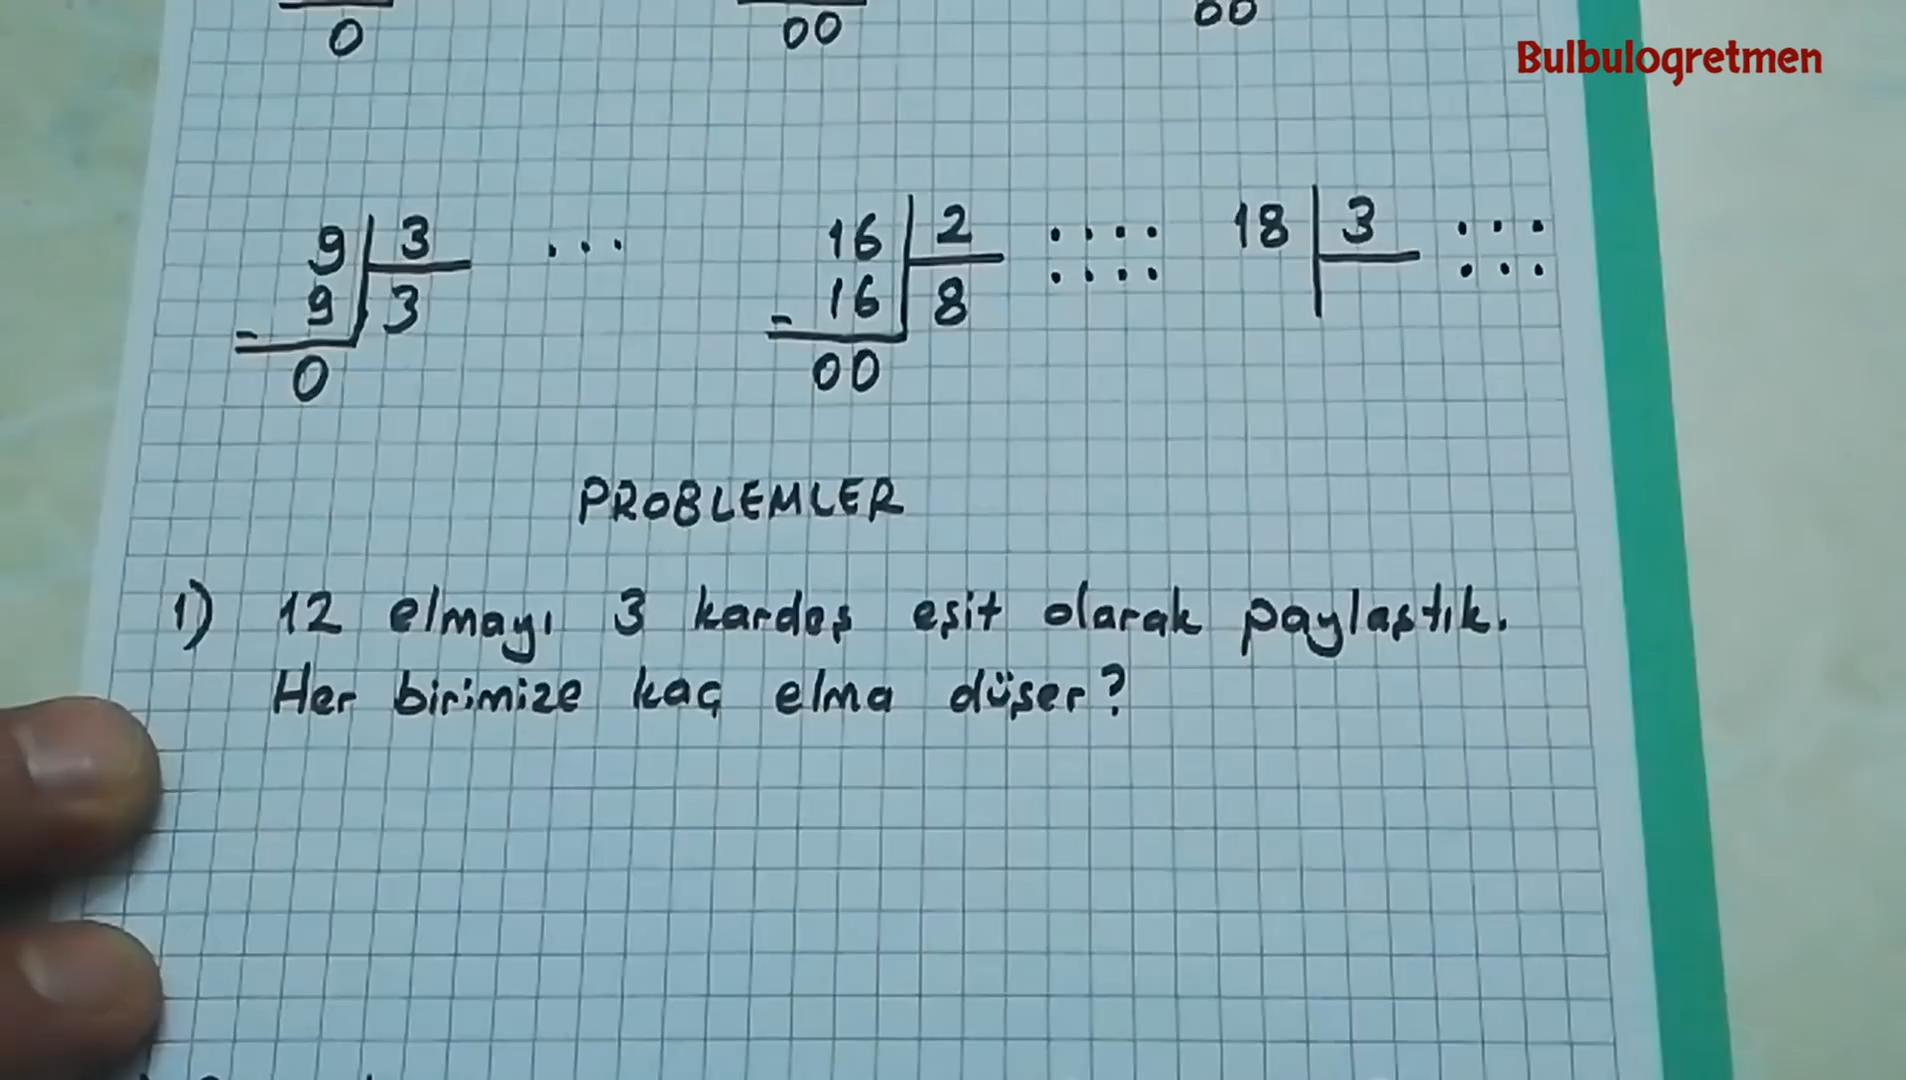 0 00 00
Bulbulogretmen
9 3 16 2 18 3
- 9 3 - 16 8
0 00
PROBLEMLER
1) 12 elmayı 3 kardeş eşit olarak paylaştık.
Her birimize kaç elma düşer?